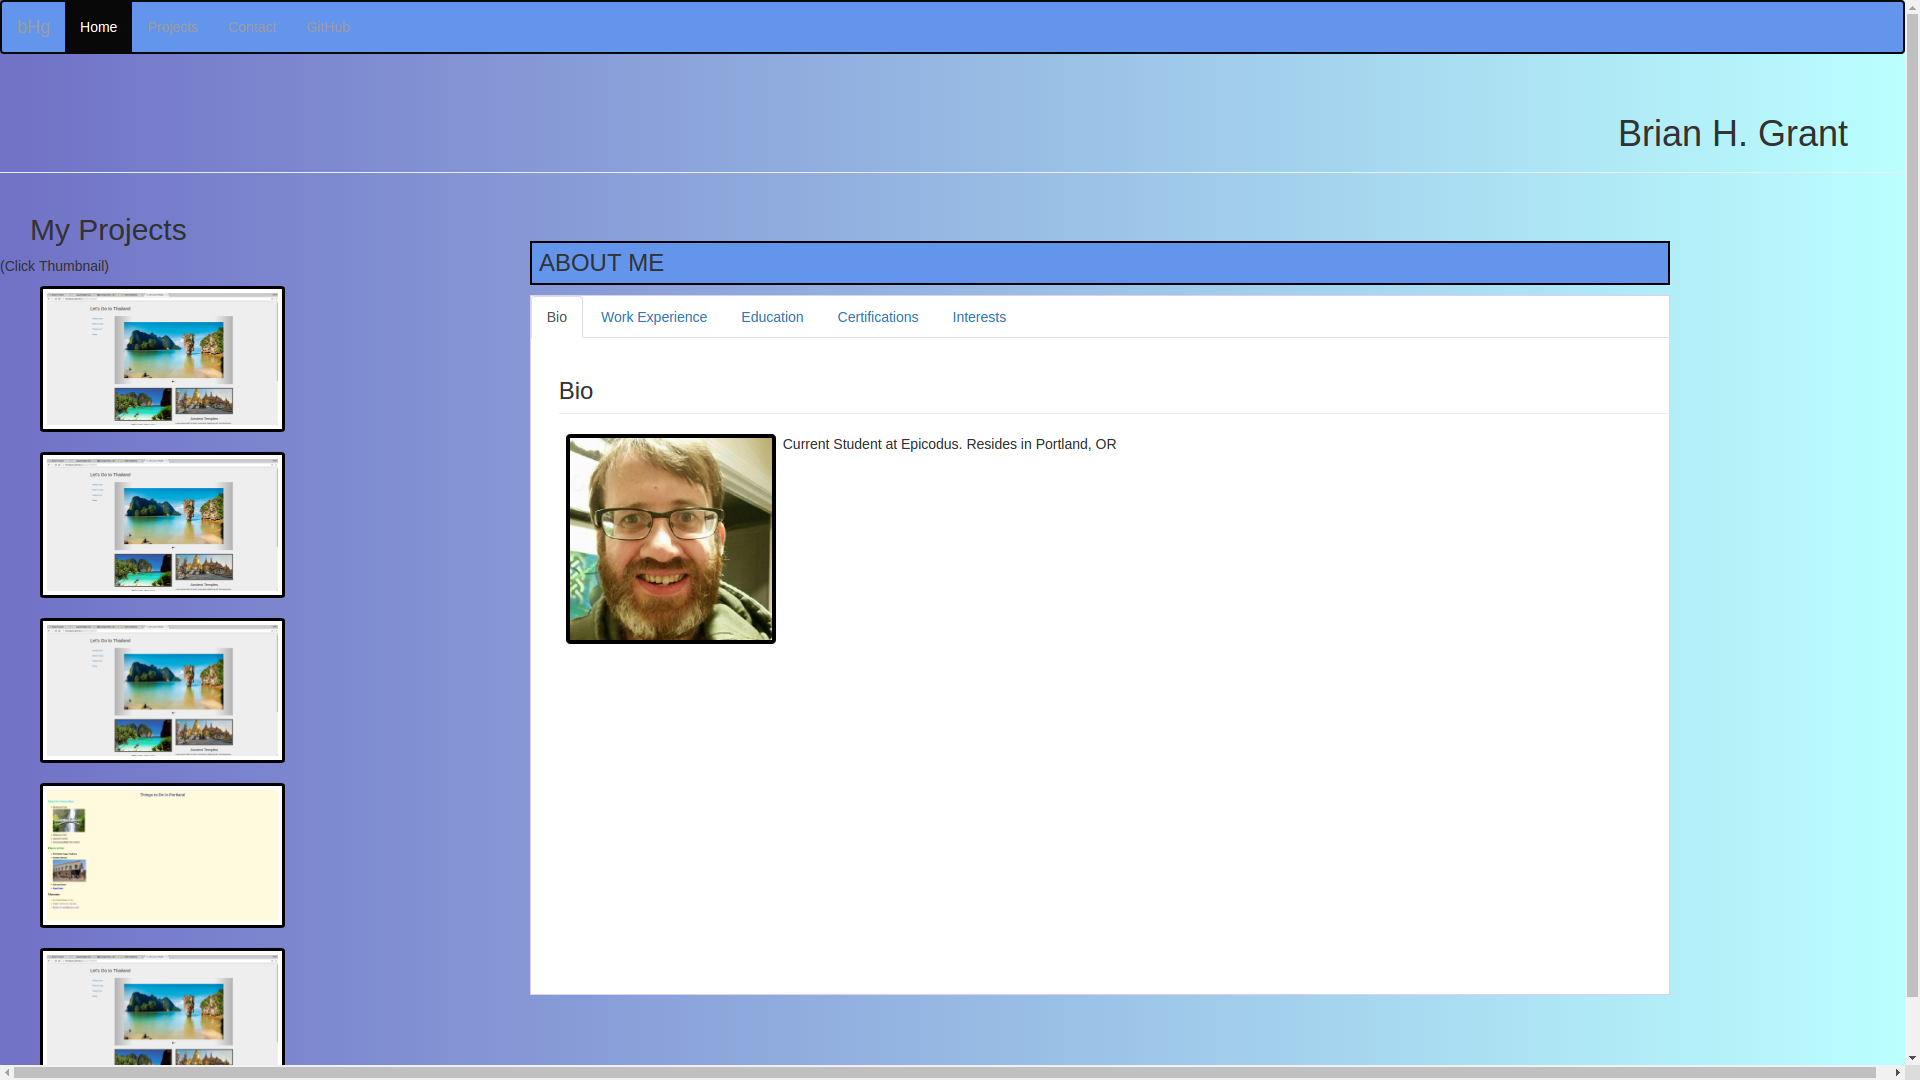 bHg Home Projects Contact GitHub
Brian H. Grant
My Projects
(Click Thumbnail)
ABOUT ME
Bio Work Experience Education Certifications Interests
Bio
Current Student at Epicodus. Resides in Portland, OR
Let's Go to Thailand
Ancient Temples
Let's Go to Thailand
Ancient Temples
Let's Go to Thailand
Ancient Temples
Things to Do in Portland
Let's Go to Thailand